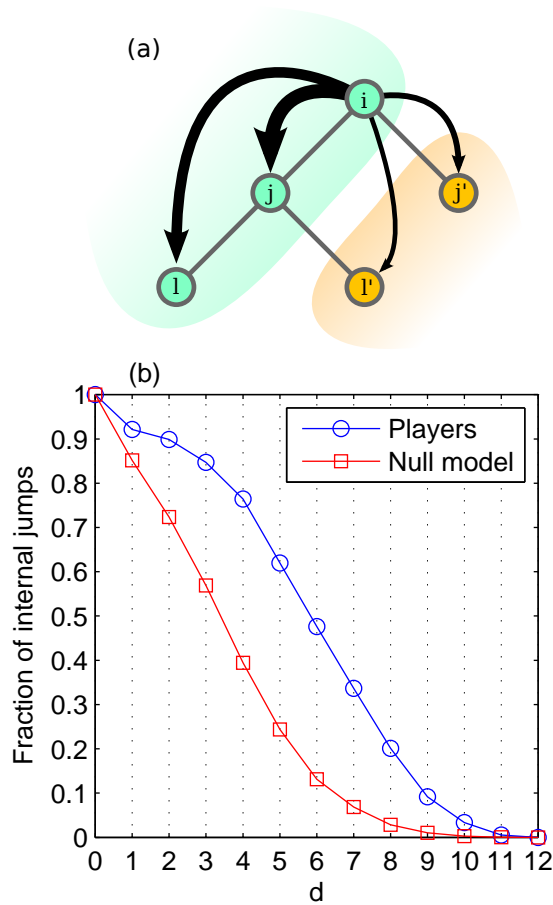 (a)
i
j
j'
l
l'
(b)
1
0.9
0.8
0.7
0.6
0.5
0.4
0.3
0.2
0.1
0
Fraction of internal jumps
Players
Null model
0 1 2 3 4 5 6 7 8 9 10 11 12
d